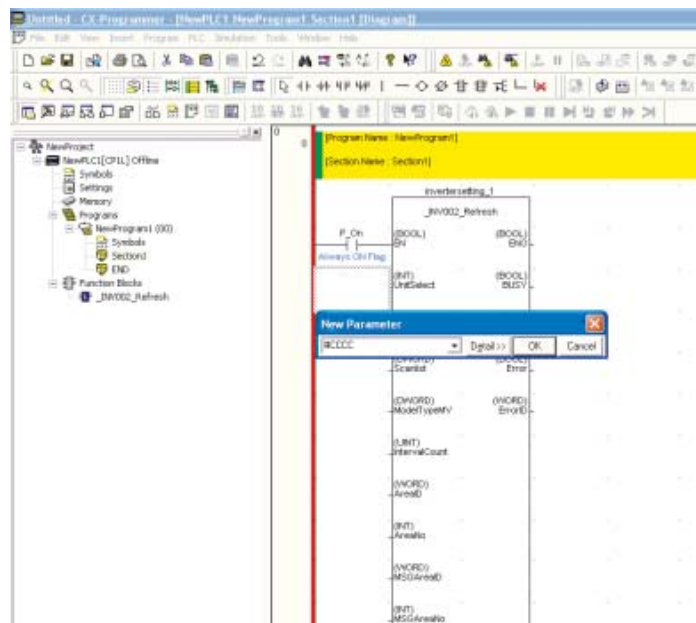 Untitled - CX-Programmer - [NewPLC1.NewProgram1.Section1 [Diagram]]
File Edit View Insert Program PLC Simulation Tools Window Help
NewProject
NewPLC1[CP1L] Offline
Symbols
Settings
Memory
Programs
NewProgram1 (00)
Symbols
Section1
END
Function Blocks
_INV002_Refresh
0
0
[Program Name : NewProgram1]
[Section Name : Section1]
invertersetting_1
_INV002_Refresh
P_On
Always ON Flag
(BOOL)
EN
(BOOL)
ENO
(INT)
UnitSelect
(BOOL)
BUSY
New Parameter
#CCCC
Detail >>
OK
Cancel
(DWORD)
Scanlist
(BOOL)
Error
(DWORD)
ModelTypeMV
(WORD)
ErrorID
(UINT)
IntervalCount
(WORD)
AreaID
(INT)
AreaNo
(WORD)
MSGAreaID
(INT)
MSGAreaNo